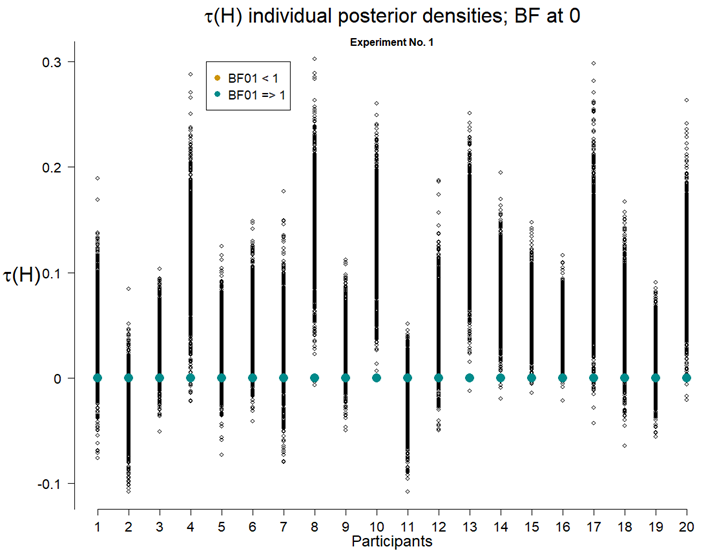 τ(H) individual posterior densities; BF at 0
Experiment No. 1
BF01 < 1
BF01 => 1
0.3
0.2
τ(H)
0.1
0
-0.1
1 2 3 4 5 6 7 8 9 10 11 12 13 14 15 16 17 18 19 20
Participants